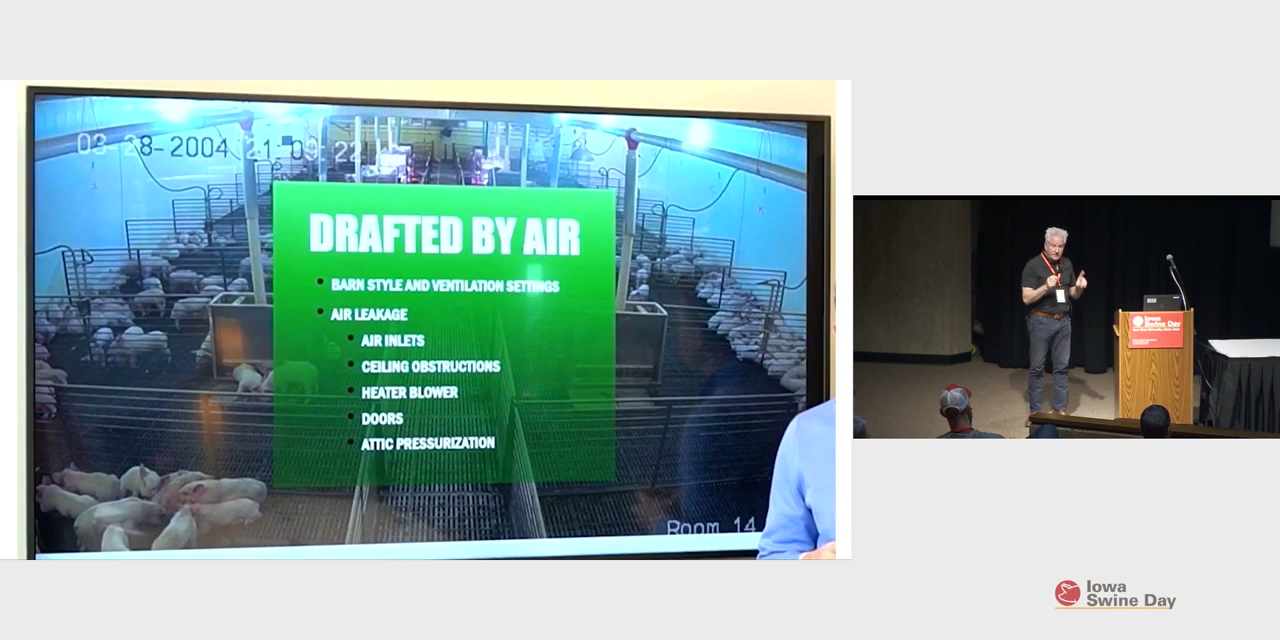 03-28-2004 21:09:22
DRAFTED BY AIR
BARN STYLE AND VENTILATION SETTINGS
AIR LEAKAGE
AIR INLETS
CEILING OBSTRUCTIONS
HEATER BLOWER
DOORS
ATTIC PRESSURIZATION
Room 14
Iowa
Swine Day
Iowa
Swine Day